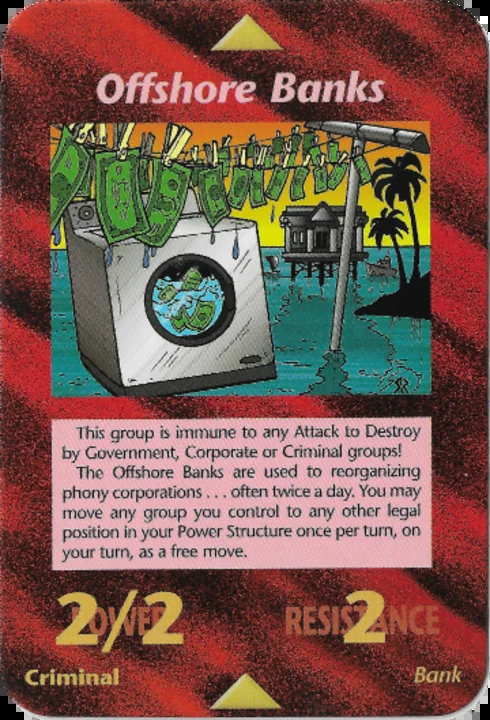 Offshore Banks
This group is immune to any Attack to Destroy
by Government, Corporate or Criminal groups!
The Offshore Banks are used to reorganizing
phony corporations . . . often twice a day. You may
move any group you control to any other legal
position in your Power Structure once per turn, on
your turn, as a free move.
POWER 2/2
RESISTANCE 2
Criminal
Bank